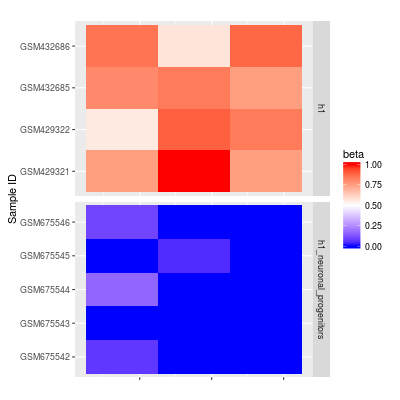 GSM432686
GSM432685
GSM429322
GSM429321
h1
Sample ID
GSM675546
GSM675545
GSM675544
GSM675543
GSM675542
h1_neuronal_progenitors
beta
1.00
0.75
0.50
0.25
0.00